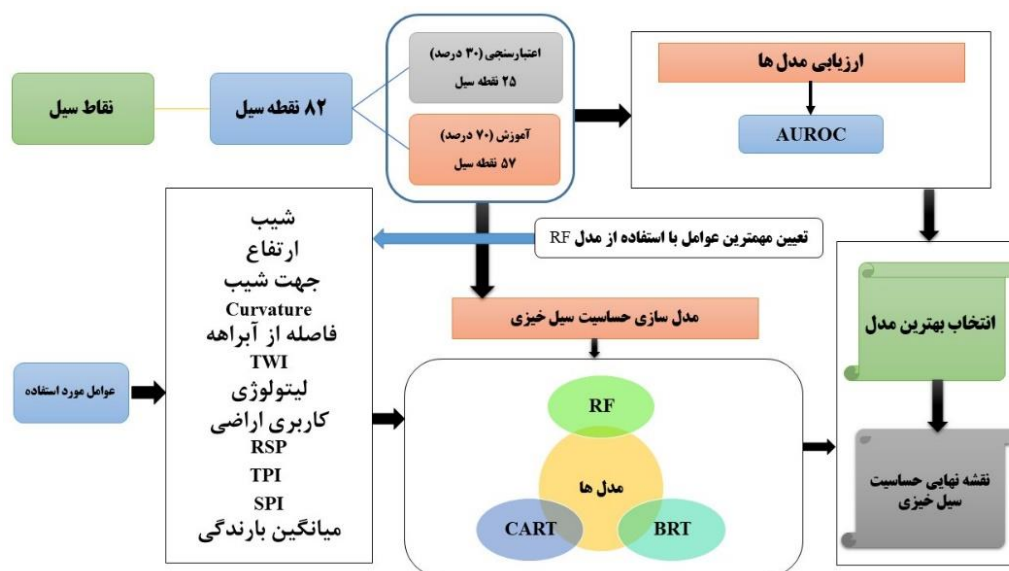 نقاط سیل
۸۲ نقطه سیل
اعتبارسنجی (۳۰ درصد)
۲۵ نقطه سیل
آموزش (۷۰ درصد)
۵۷ نقطه سیل
ارزیابی مدل ها
AUROC
تعیین مهمترین عوامل با استفاده از مدل RF
عوامل مورد استفاده
شیب
ارتفاع
جهت شیب
Curvature
فاصله از آبراهه
TWI
لیتولوژی
کاربری اراضی
RSP
TPI
SPI
میانگین بارندگی
مدل سازی حساسیت سیل خیزی
RF
مدل ها
CART
BRT
انتخاب بهترین مدل
نقشه نهایی حساسیت
سیل خیزی